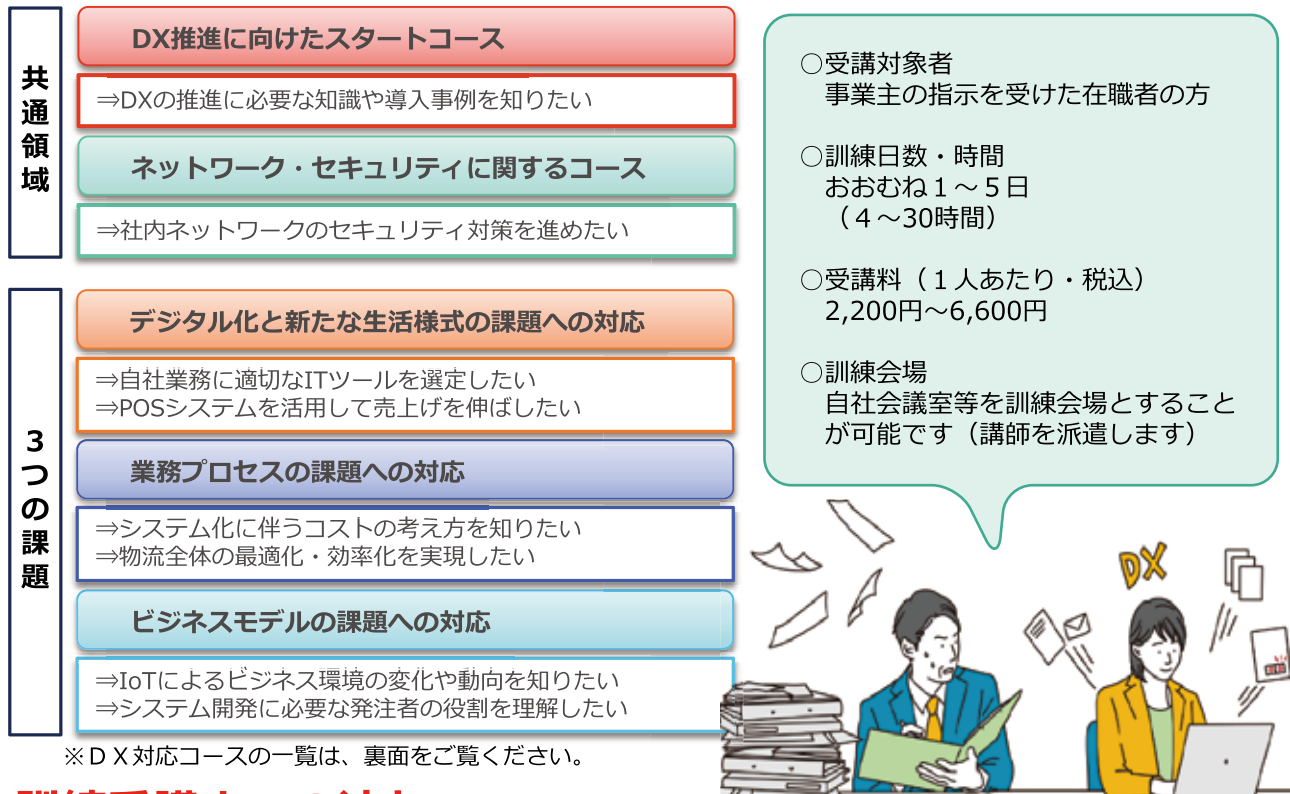 共通領域
DX推進に向けたスタートコース
⇒DXの推進に必要な知識や導入事例を知りたい
ネットワーク・セキュリティに関するコース
⇒社内ネットワークのセキュリティ対策を進めたい
3つの課題
デジタル化と新たな生活様式の課題への対応
⇒自社業務に適切なITツールを選定したい
⇒POSシステムを活用して売上げを伸ばしたい
業務プロセスの課題への対応
⇒システム化に伴うコストの考え方を知りたい
⇒物流全体の最適化・効率化を実現したい
ビジネスモデルの課題への対応
⇒IoTによるビジネス環境の変化や動向を知りたい
⇒システム開発に必要な発注者の役割を理解したい
※ＤＸ対応コースの一覧は、裏面をご覧ください。
○受講対象者
事業主の指示を受けた在職者の方
○訓練日数・時間
おおむね１～５日
（４～30時間）
○受講料（１人あたり・税込）
2,200円～6,600円
○訓練会場
自社会議室等を訓練会場とすること
が可能です（講師を派遣します）
DX